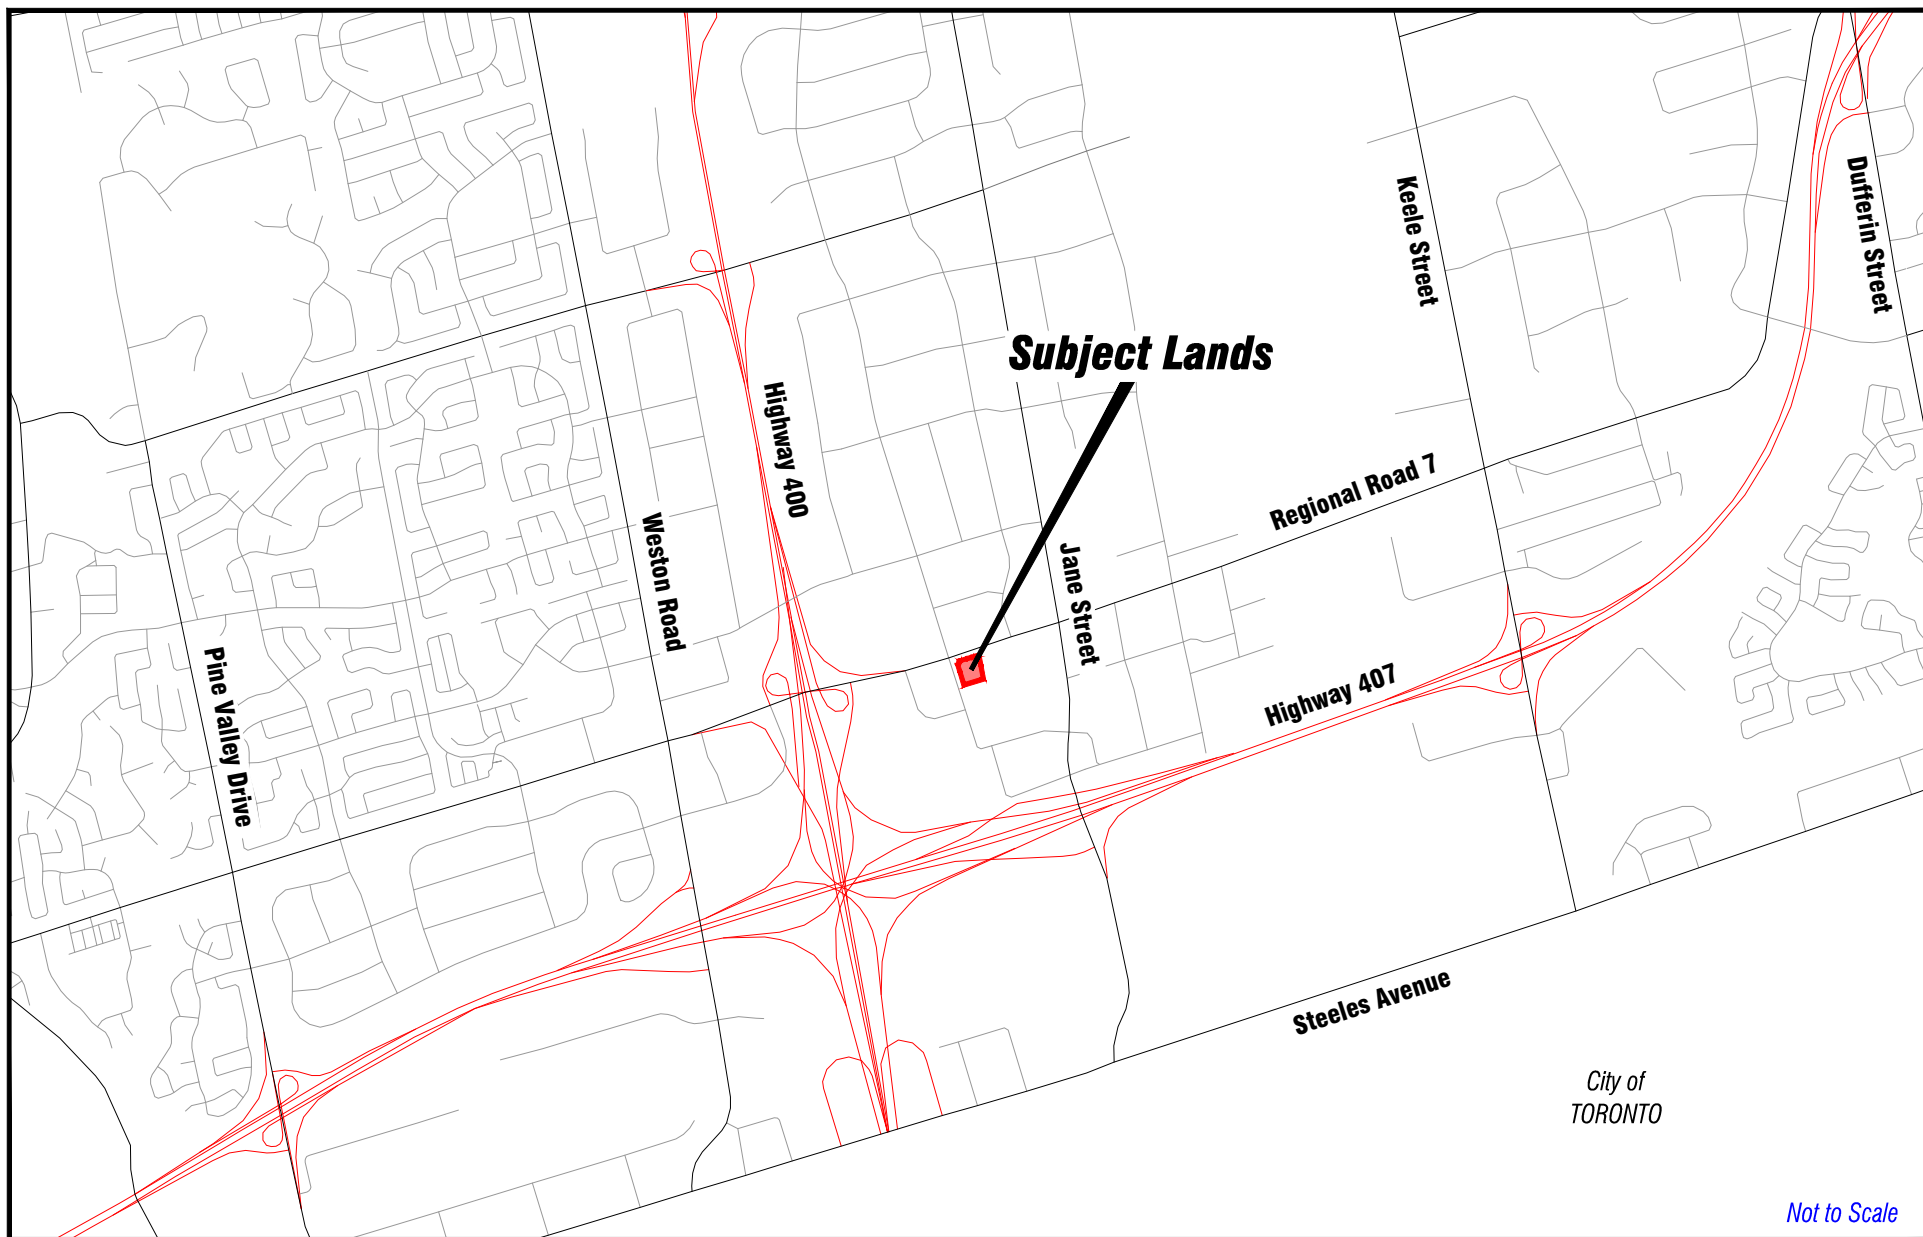 Dufferin Street
Keele Street
Subject Lands
Highway 400
Regional Road 7
Weston Road
Jane Street
Pine Valley Drive
Highway 407
Steeles Avenue
City of
TORONTO
Not to Scale